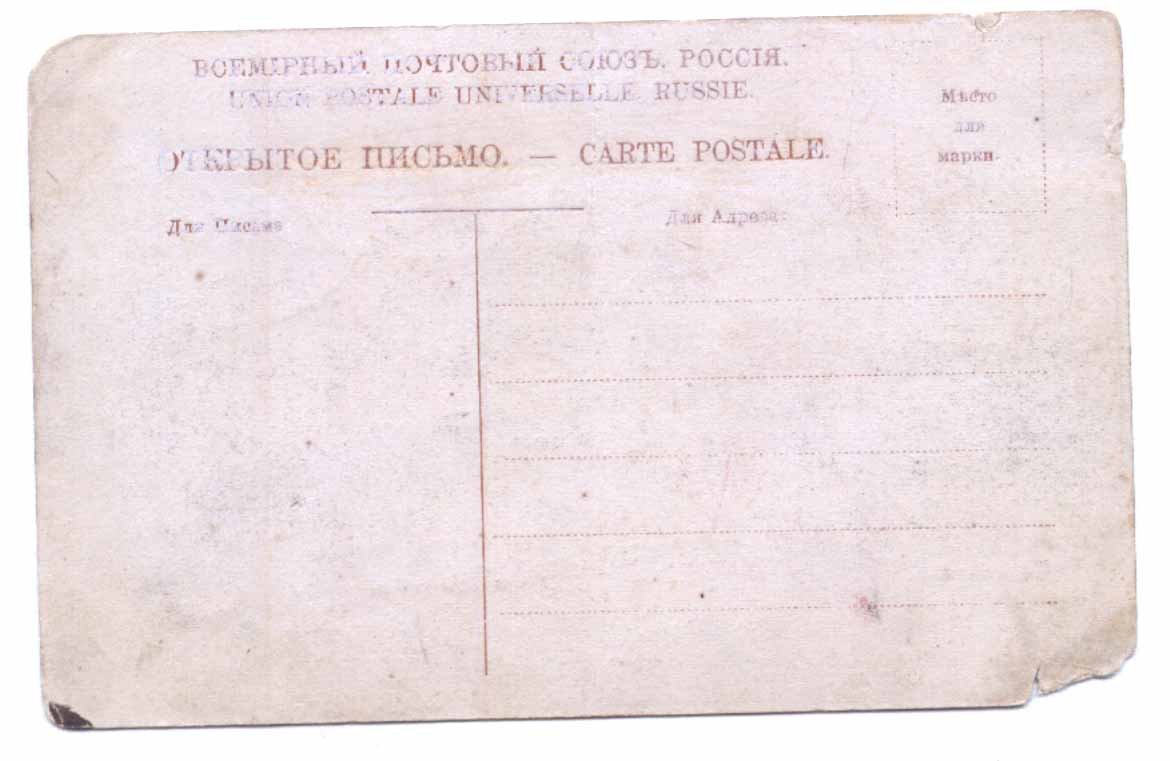 ВСЕМІРНЫЙ ПОЧТОВЫЙ СОЮЗЪ. РОССІЯ.
UNION POSTALE UNIVERSELLE. RUSSIE.
ОТКРЫТОЕ ПИСЬМО. — CARTE POSTALE.
Мѣсто
для
марки.
Для Письма
Для Адреса: